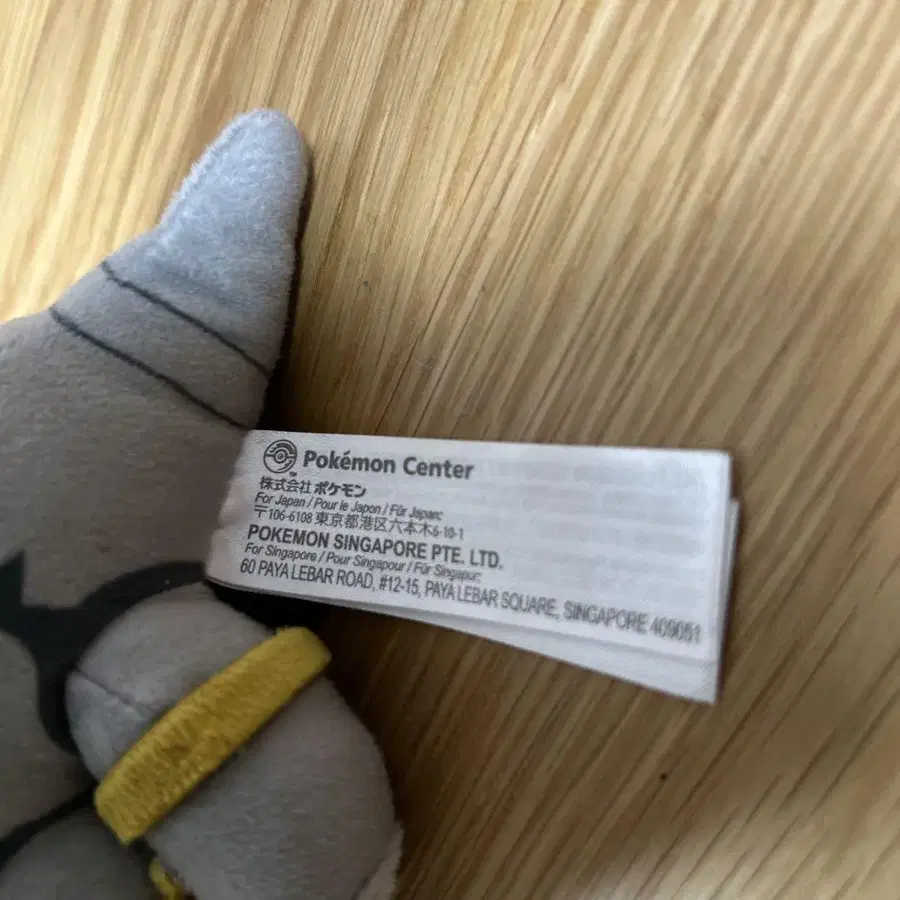 Pokémon Center
TM
株式会社ポケモン
For Japan / Pour le Japon / Für Japan:
〒106-6108 東京都港区六本木6-10-1
POKEMON SINGAPORE PTE. LTD.
For Singapore / Pour Singapour / Für Singapur:
60 PAYA LEBAR ROAD, #12-15, PAYA LEBAR SQUARE, SINGAPORE 409051